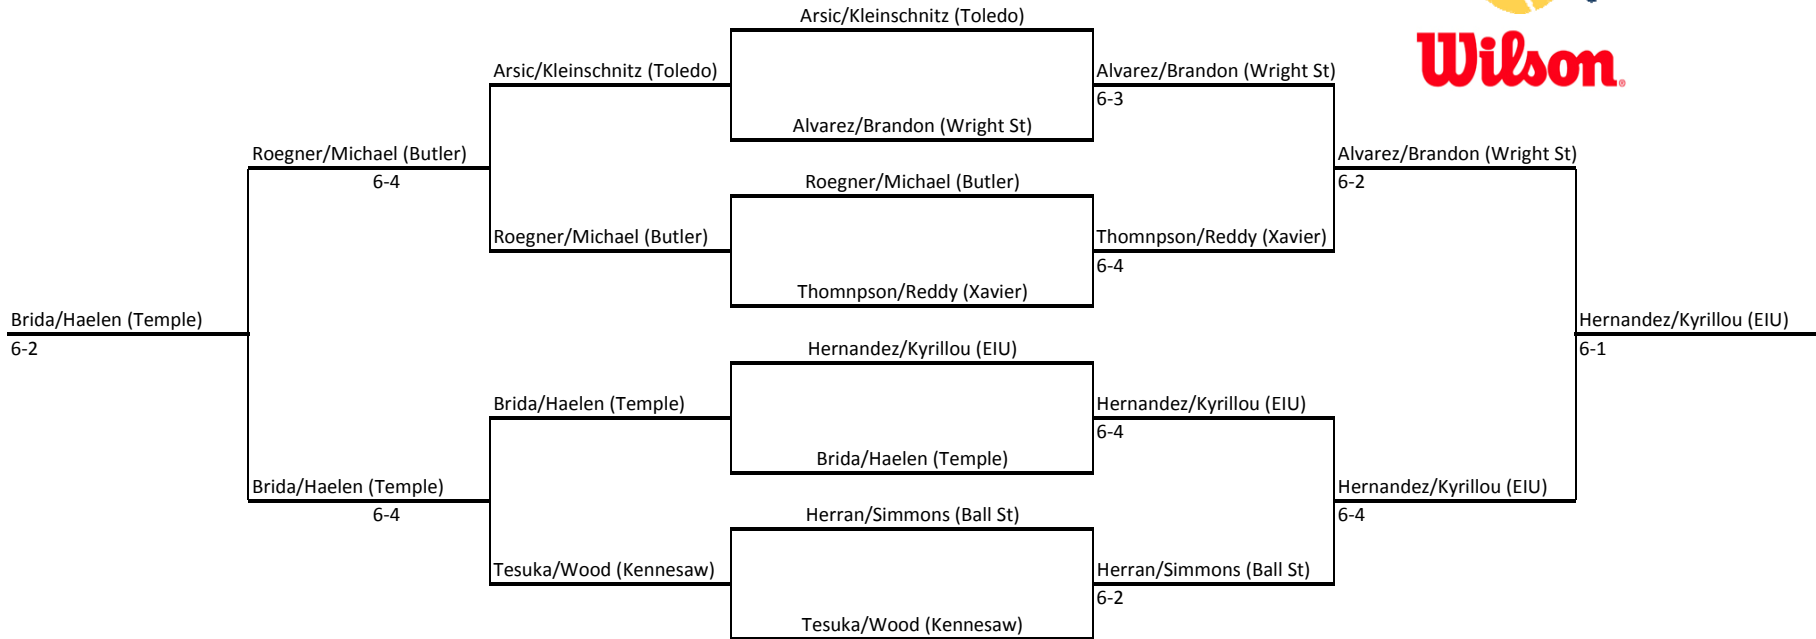 Arsic/Kleinschnitz (Toledo)
Wilson
Arsic/Kleinschnitz (Toledo)
Alvarez/Brandon (Wright St)
6-3
Alvarez/Brandon (Wright St)
Roegner/Michael (Butler)
6-4
Alvarez/Brandon (Wright St)
6-2
Roegner/Michael (Butler)
Roegner/Michael (Butler)
Thomnpson/Reddy (Xavier)
6-4
Thomnpson/Reddy (Xavier)
Brida/Haelen (Temple)
6-2
Hernandez/Kyrillou (EIU)
6-1
Hernandez/Kyrillou (EIU)
Brida/Haelen (Temple)
Hernandez/Kyrillou (EIU)
6-4
Brida/Haelen (Temple)
Brida/Haelen (Temple)
6-4
Hernandez/Kyrillou (EIU)
6-4
Herran/Simmons (Ball St)
Tesuka/Wood (Kennesaw)
Herran/Simmons (Ball St)
6-2
Tesuka/Wood (Kennesaw)